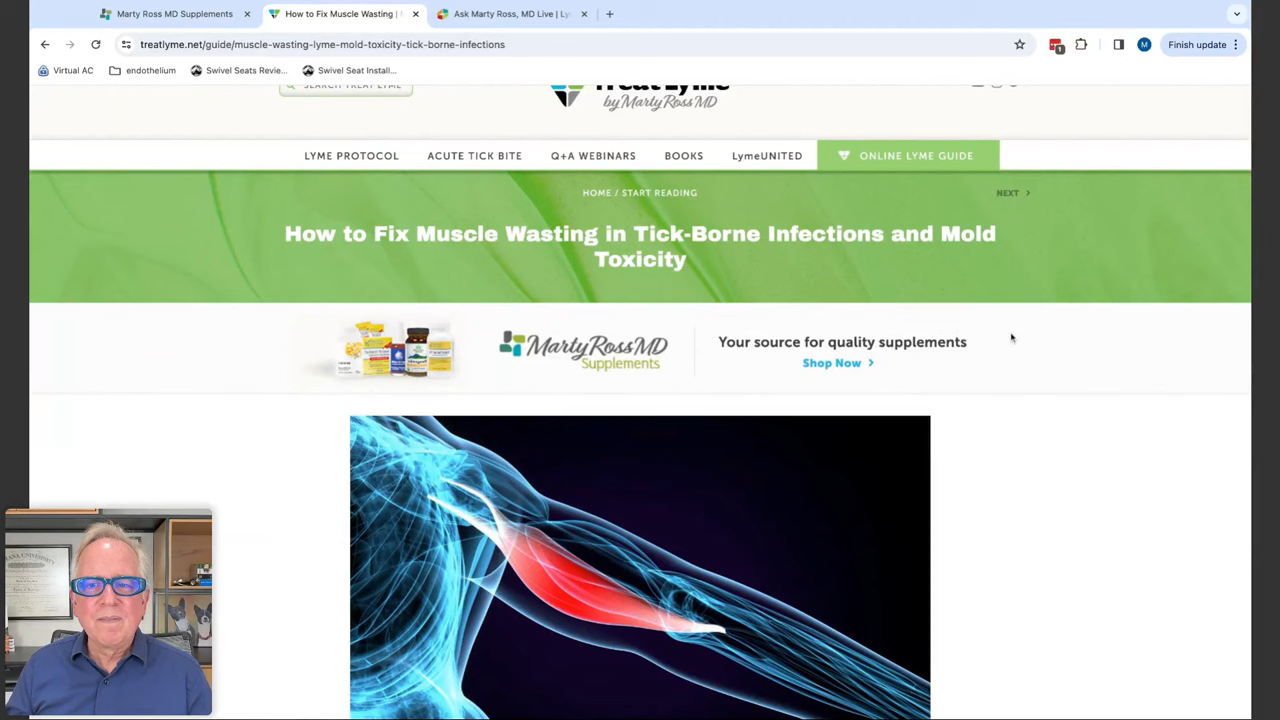 Marty Ross MD Supplements
How to Fix Muscle Wasting |
Ask Marty Ross, MD Live | Ly
treatlyme.net/guide/muscle-wasting-lyme-mold-toxicity-tick-borne-infections
1
M
Finish update
Virtual AC
endothelium
Swivel Seats Revie...
Swivel Seat Install...
SEARCH TREAT LYME
Treat Lyme
by Marty Ross MD
LYME PROTOCOL
ACUTE TICK BITE
Q+A WEBINARS
BOOKS
LymeUNITED
ONLINE LYME GUIDE
HOME / START READING
NEXT >
How to Fix Muscle Wasting in Tick-Borne Infections and Mold
Toxicity
MartyRossMD
Supplements
Your source for quality supplements
Shop Now >